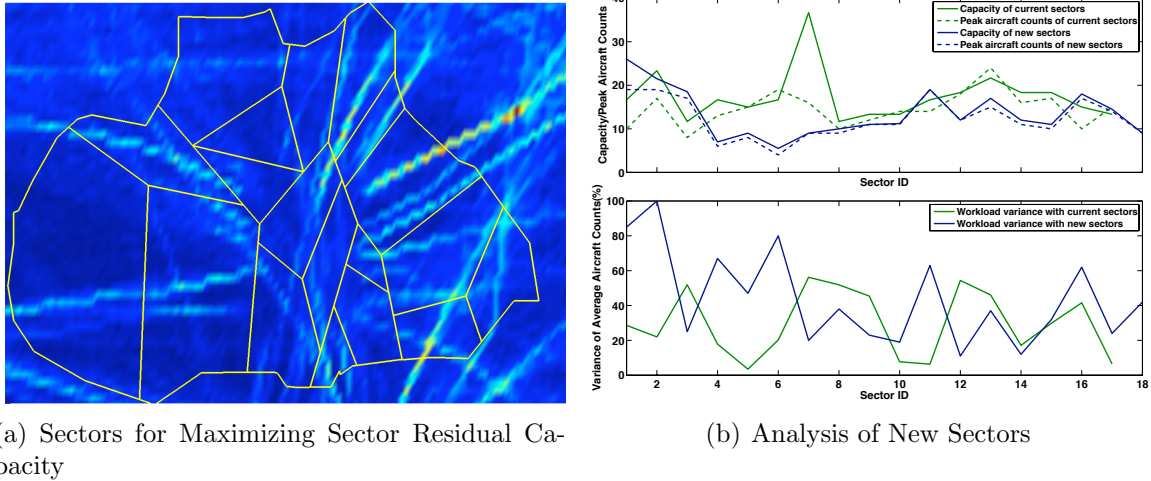 40
30
20
10
0
Capacity/Peak Aircraft Counts
Capacity of current sectors
Peak aircraft counts of current sectors
Capacity of new sectors
Peak aircraft counts of new sectors
Sector ID
100
80
60
40
20
0
Variance of Average Aircraft Counts(%)
Workload variance with current sectors
Workload variance with new sectors
2 4 6 8 10 12 14 16 18
Sector ID
a) Sectors for Maximizing Sector Residual Ca-
pacity
(b) Analysis of New Sectors